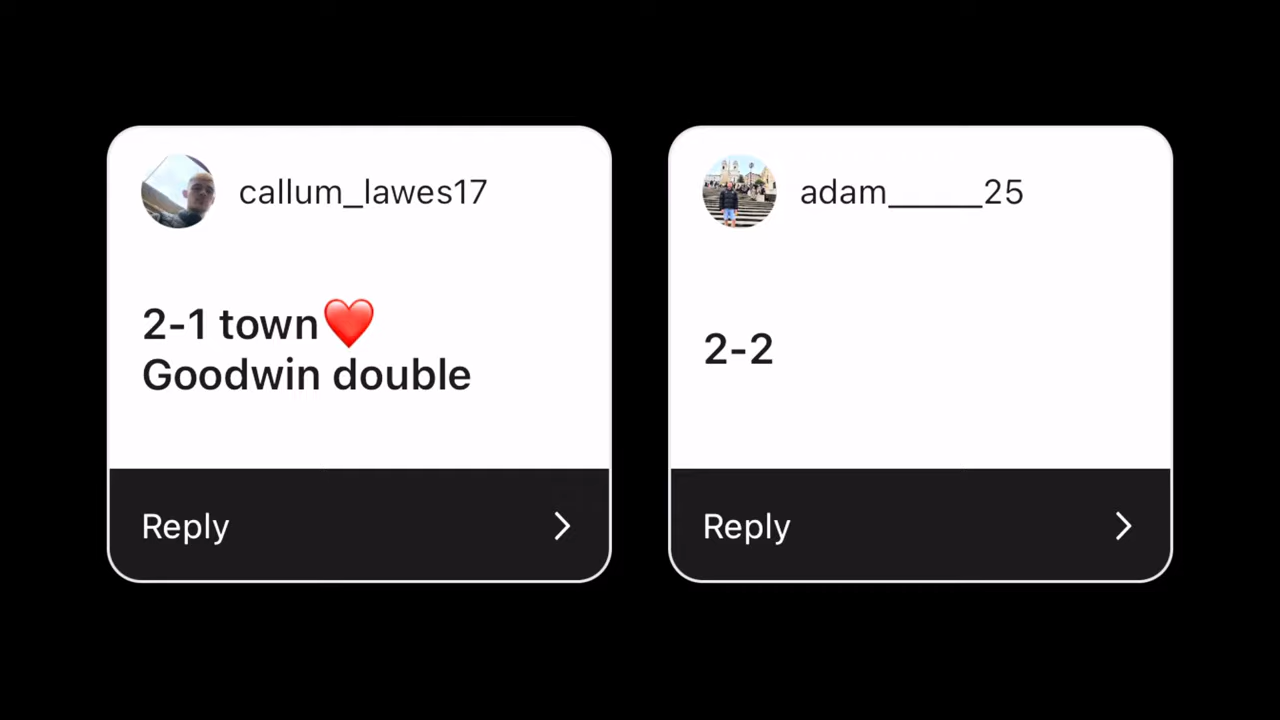 callum_lawes17
2-1 town❤️
Goodwin double
Reply
adam______25
2-2
Reply